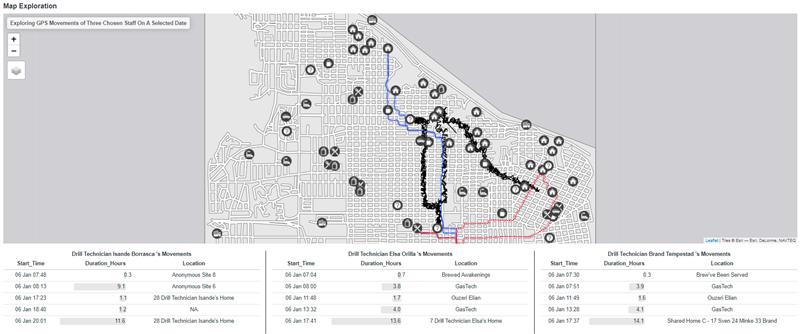 Map Exploration
Exploring GPS Movements of Three Chosen Staff On A Selected Date
+
−
Leaflet | Tiles © Esri — Esri, DeLorme, NAVTEQ
Drill Technician Isande Borrasca 's Movements
Start_Time Duration_Hours Location
06 Jan 07:48 0.3 Anonymous Site 8
06 Jan 08:13 9.1 Anonymous Site 6
06 Jan 17:23 1.1 28 Drill Technician Isande's Home
06 Jan 18:40 1.2 NA
06 Jan 20:01 11.6 28 Drill Technician Isande's Home
Drill Technician Elsa Orilla 's Movements
Start_Time Duration_Hours Location
06 Jan 07:04 0.7 Brewed Awakenings
06 Jan 08:00 3.8 GasTech
06 Jan 11:48 1.7 Ouzeri Elian
06 Jan 13:32 4.0 GasTech
06 Jan 17:41 13.6 7 Drill Technician Elsa's Home
Drill Technician Brand Tempestad 's Movements
Start_Time Duration_Hours Location
06 Jan 07:30 0.3 Brew've Been Served
06 Jan 07:51 3.9 GasTech
06 Jan 11:49 1.6 Ouzeri Elian
06 Jan 13:28 4.1 GasTech
06 Jan 17:37 14.1 Shared Home C - 17 Sven 24 Minke 33 Brand